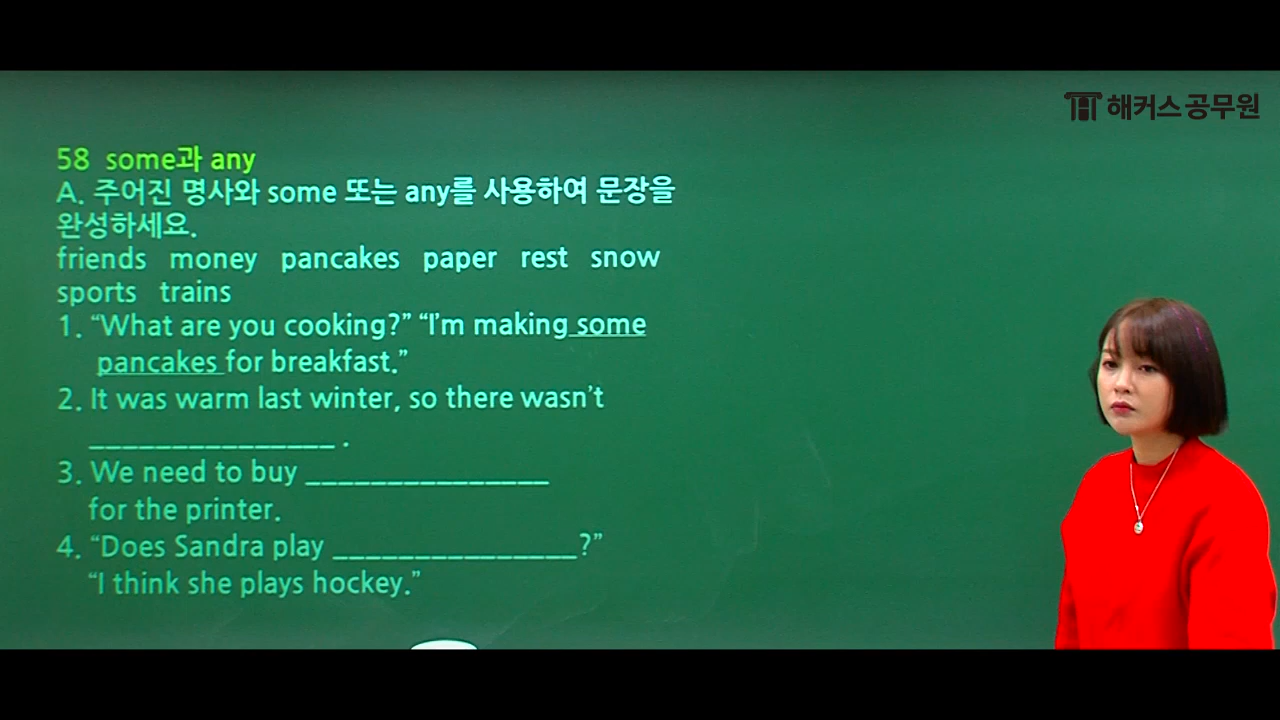 해커스 공무원
58 some과 any
A. 주어진 명사와 some 또는 any를 사용하여 문장을
완성하세요.
friends money pancakes paper rest snow
sports trains
1. “What are you cooking?” “I’m making some
pancakes for breakfast.”
2. It was warm last winter, so there wasn’t
_______________ .
3. We need to buy _______________
for the printer.
4. “Does Sandra play _______________?”
“I think she plays hockey.”